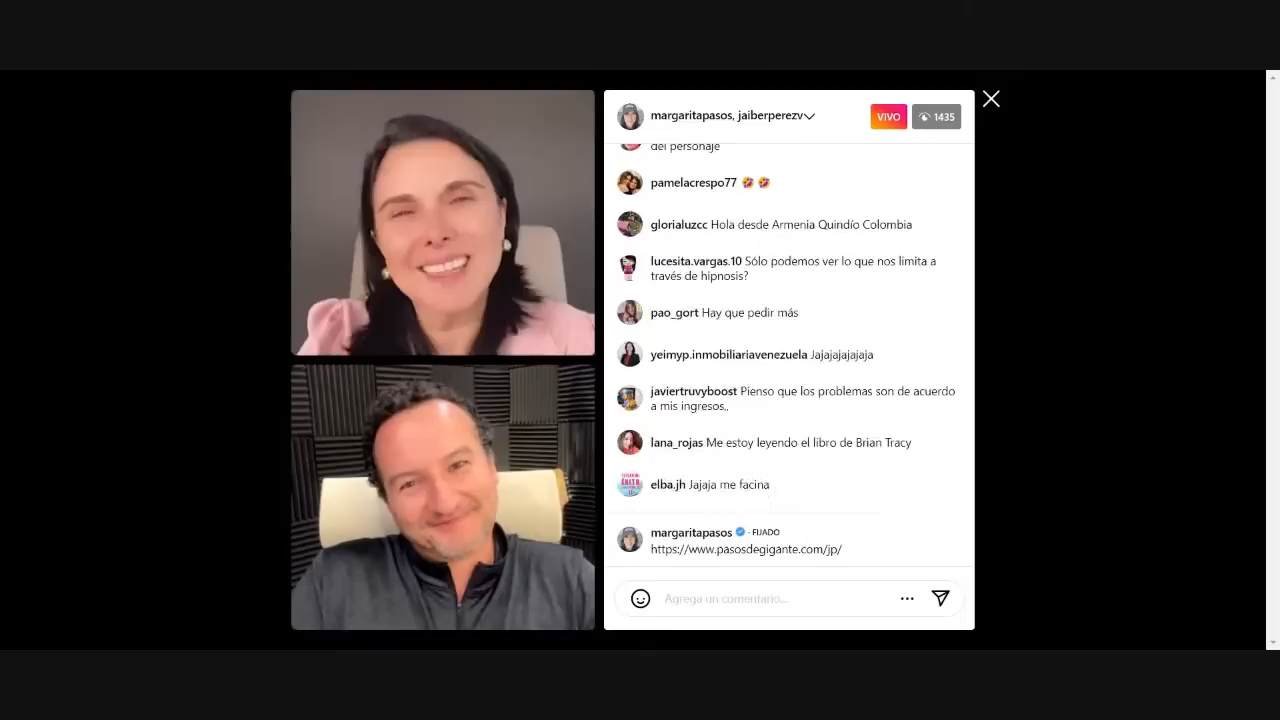 margaritapasos, jaiberperezv
VIVO
1435
del personaje
pamelacrespo77 🤣 🤣
glorialuzcc Hola desde Armenia Quindío Colombia
lucesita.vargas.10 Sólo podemos ver lo que nos limita a
través de hipnosis?
pao_gort Hay que pedir más
yeimyp.inmobiliariavenezuela Jajajajajajaja
javiertruvyboost Pienso que los problemas son de acuerdo
a mis ingresos,.
lana_rojas Me estoy leyendo el libro de Brian Tracy
elba.jh Jajaja me facina
margaritapasos · FIJADO
https://www.pasosdegigante.com/jp/
Agrega un comentario...